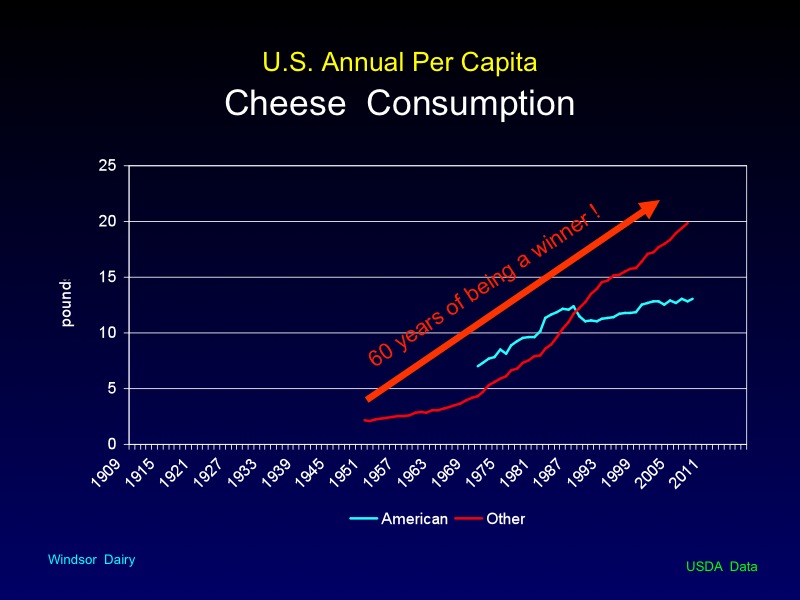 U.S. Annual Per Capita
Cheese  Consumption
25
20
15
10
5
0
pounds
60 years of being a winner !
1909 1915 1921 1927 1933 1939 1945 1951 1957 1963 1969 1975 1981 1987 1993 1999 2005 2011
American Other
Windsor Dairy
USDA Data